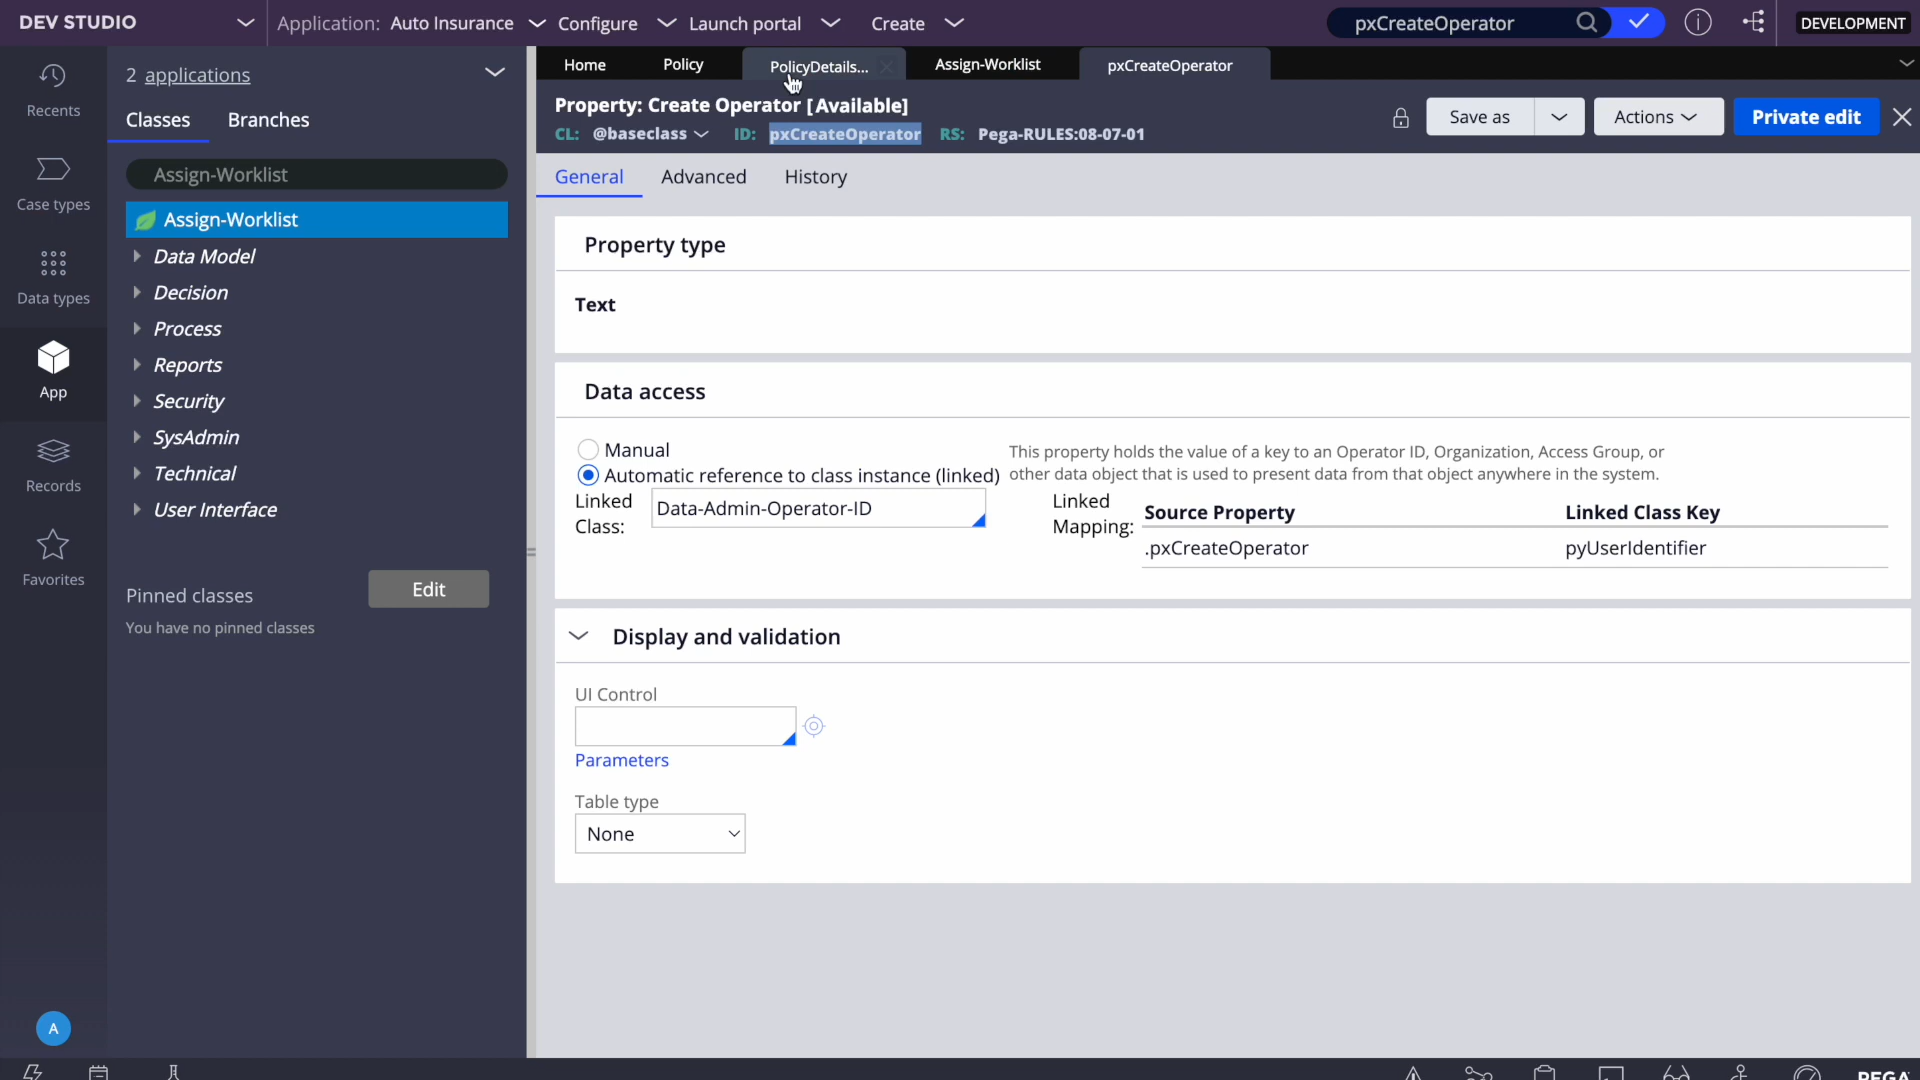 DEV STUDIO
Application: Auto Insurance
Configure
Launch portal
Create
pxCreateOperator
DEVELOPMENT
Recents
Case types
Data types
App
Records
Favorites
A
2 applications
Classes
Branches
Assign-Worklist
Assign-Worklist
Data Model
Decision
Process
Reports
Security
SysAdmin
Technical
User Interface
Pinned classes
Edit
You have no pinned classes
Home
Policy
PolicyDetails...
Assign-Worklist
pxCreateOperator
Property: Create Operator [Available]
CL: @baseclass
ID: pxCreateOperator
RS: Pega-RULES:08-07-01
Save as
Actions
Private edit
General
Advanced
History
Property type
Text
Data access
Manual
Automatic reference to class instance (linked)
This property holds the value of a key to an Operator ID, Organization, Access Group, or
other data object that is used to present data from that object anywhere in the system.
Linked
Class:
Data-Admin-Operator-ID
Linked
Mapping:
Source Property
Linked Class Key
.pxCreateOperator
pyUserIdentifier
Display and validation
UI Control
Parameters
Table type
None
PEGA